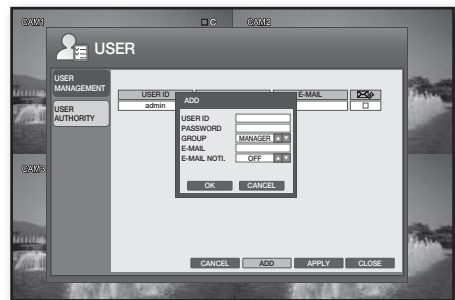 CAM1
C
CAM2
USER
USER MANAGEMENT
USER AUTHORITY
USER ID
E-MAIL
admin
ADD
USER ID
PASSWORD
GROUP MANAGER
E-MAIL
E-MAIL NOTI. OFF
OK CANCEL
CAM3
CANCEL ADD APPLY CLOSE